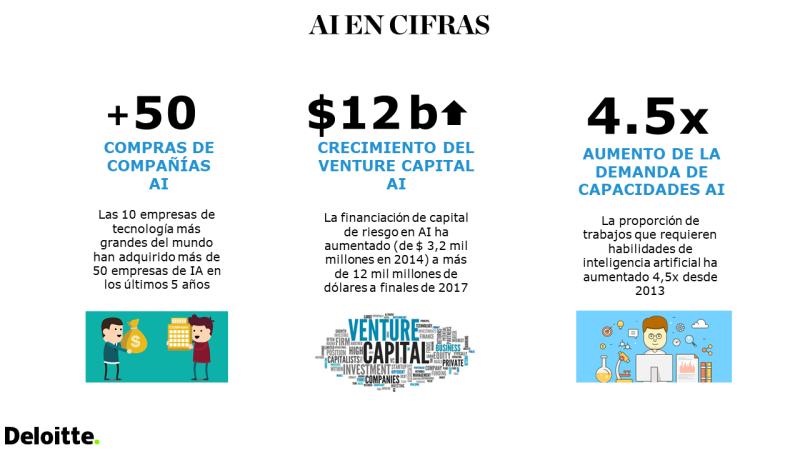 AI EN CIFRAS
+50
COMPRAS DE
COMPAÑÍAS
AI
Las 10 empresas de
tecnología más
grandes del mundo
han adquirido más de
50 empresas de IA en
los últimos 5 años
$12b
CRECIMIENTO DEL
VENTURE CAPITAL
AI
La financiación de capital
de riesgo en AI ha
aumentado (de $ 3,2 mil
millones en 2014) a más
de 12 mil millones de
dólares a finales de 2017
4.5x
AUMENTO DE LA
DEMANDA DE
CAPACIDADES AI
La proporción de
trabajos que requieren
habilidades de
inteligencia artificial ha
aumentado 4,5x desde
2013
VENTURE
CAPITAL
FIRM
BUSINESS
POSITION
CAPITALISTS
EQUITY
INVESTMENT
PRIVATE
COMPANIES
Deloitte.